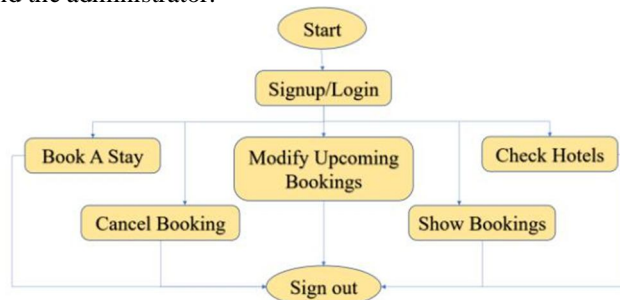 nd the administrator.
Start
Signup/Login
Book A Stay
Modify Upcoming
Bookings
Check Hotels
Cancel Booking
Show Bookings
Sign out